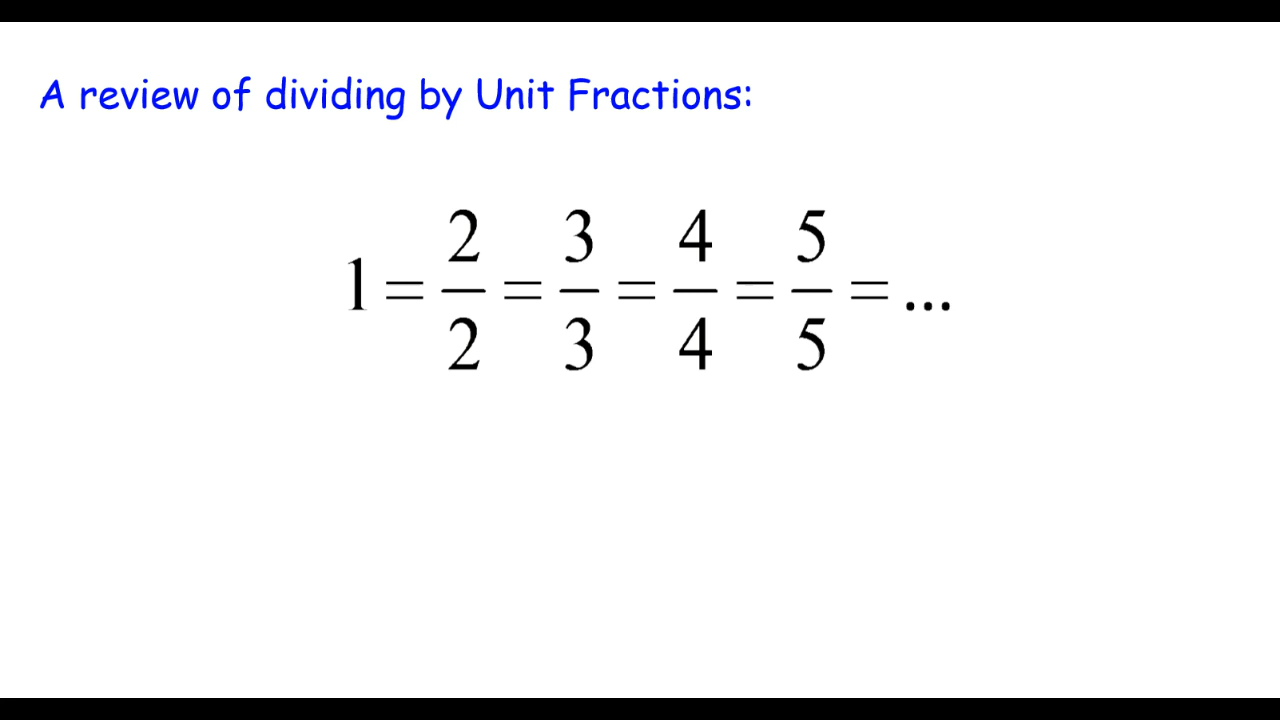 A review of dividing by Unit Fractions:
1 = 2/2 = 3/3 = 4/4 = 5/5 = ...